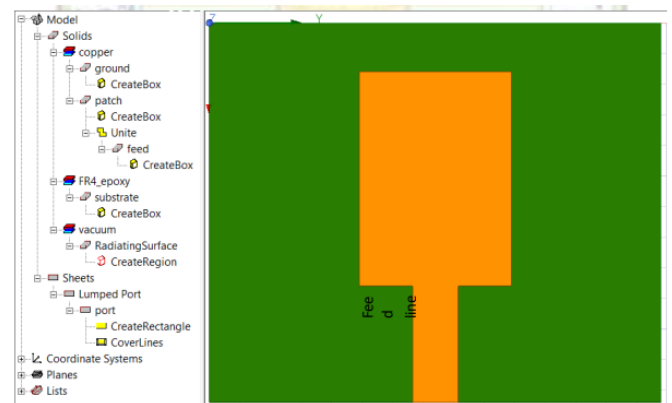 Model
Solids
copper
ground
CreateBox
patch
CreateBox
Unite
feed
CreateBox
FR4_epoxy
substrate
CreateBox
vacuum
RadiatingSurface
CreateRegion
Sheets
Lumped Port
port
CreateRectangle
CoverLines
Coordinate Systems
Planes
Lists
Z
Y
Fee
d
line